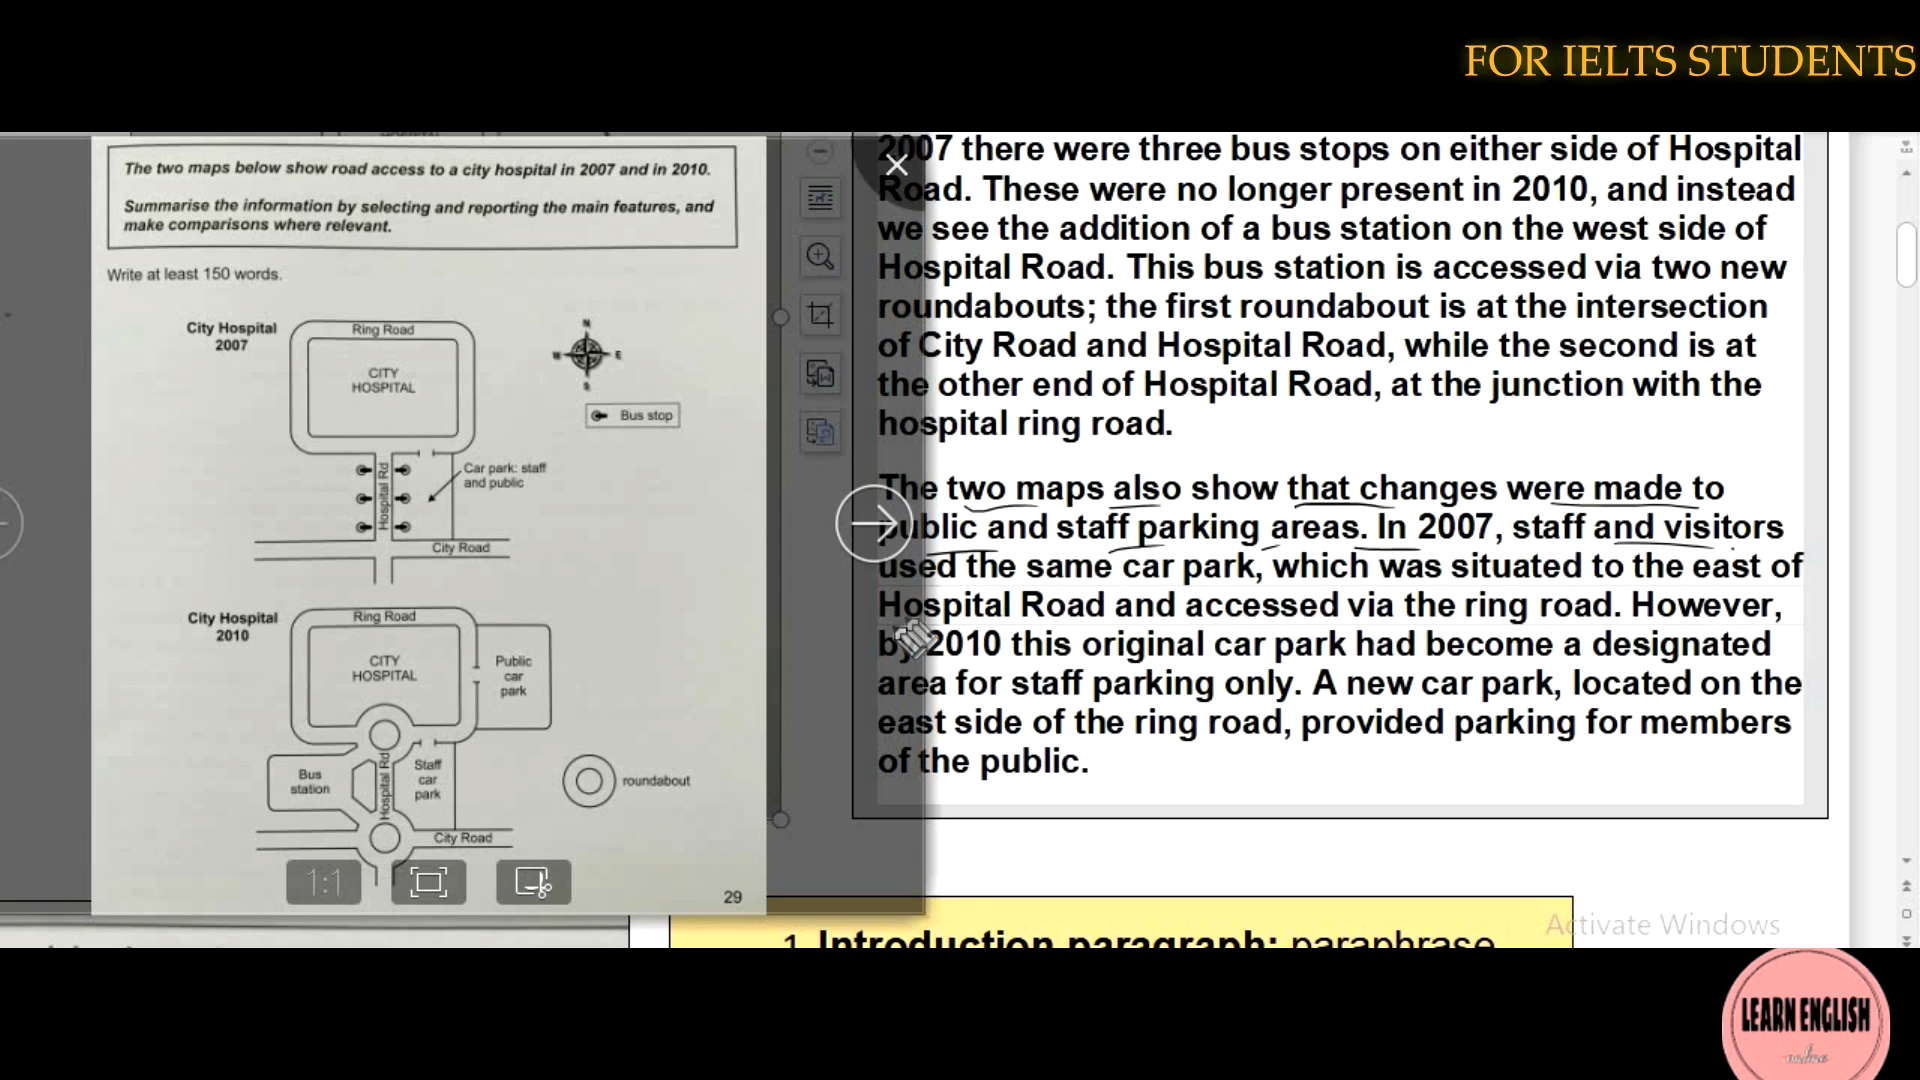 FOR IELTS STUDENTS
The two maps below show road access to a city hospital in 2007 and in 2010.
Summarise the information by selecting and reporting the main features, and
make comparisons where relevant.
Write at least 150 words.
City Hospital
2007
Ring Road
CITY
HOSPITAL
N
W
E
S
Bus stop
Hospital Rd
Car park: staff
and public
City Road
City Hospital
2010
Ring Road
CITY
HOSPITAL
Public
car
park
Bus
station
Hospital Rd
Staff
car
park
roundabout
City Road
1:1
29
2007 there were three bus stops on either side of Hospital
Road. These were no longer present in 2010, and instead
we see the addition of a bus station on the west side of
Hospital Road. This bus station is accessed via two new
roundabouts; the first roundabout is at the intersection
of City Road and Hospital Road, while the second is at
the other end of Hospital Road, at the junction with the
hospital ring road.
The two maps also show that changes were made to
public and staff parking areas. In 2007, staff and visitors
used the same car park, which was situated to the east of
Hospital Road and accessed via the ring road. However,
by 2010 this original car park had become a designated
area for staff parking only. A new car park, located on the
east side of the ring road, provided parking for members
of the public.
1. Introduction paragraph: paraphrase
Activate Windows
LEARN ENGLISH